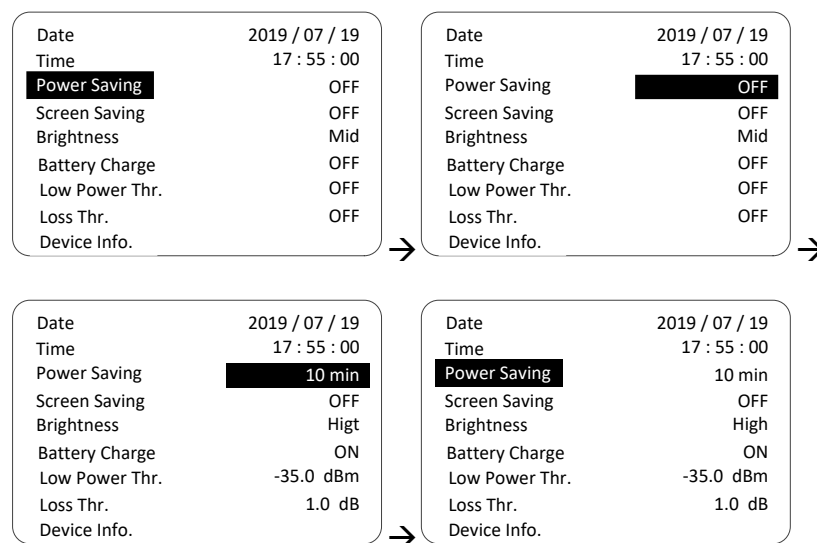 Date 2019 / 07 / 19
Time 17 : 55 : 00
Power Saving OFF
Screen Saving OFF
Brightness Mid
Battery Charge OFF
Low Power Thr. OFF
Loss Thr. OFF
Device Info.
→
Date 2019 / 07 / 19
Time 17 : 55 : 00
Power Saving OFF
Screen Saving OFF
Brightness Mid
Battery Charge OFF
Low Power Thr. OFF
Loss Thr. OFF
Device Info.
→
Date 2019 / 07 / 19
Time 17 : 55 : 00
Power Saving 10 min
Screen Saving OFF
Brightness Higt
Battery Charge ON
Low Power Thr. -35.0 dBm
Loss Thr. 1.0 dB
Device Info.
→
Date 2019 / 07 / 19
Time 17 : 55 : 00
Power Saving 10 min
Screen Saving OFF
Brightness High
Battery Charge ON
Low Power Thr. -35.0 dBm
Loss Thr. 1.0 dB
Device Info.